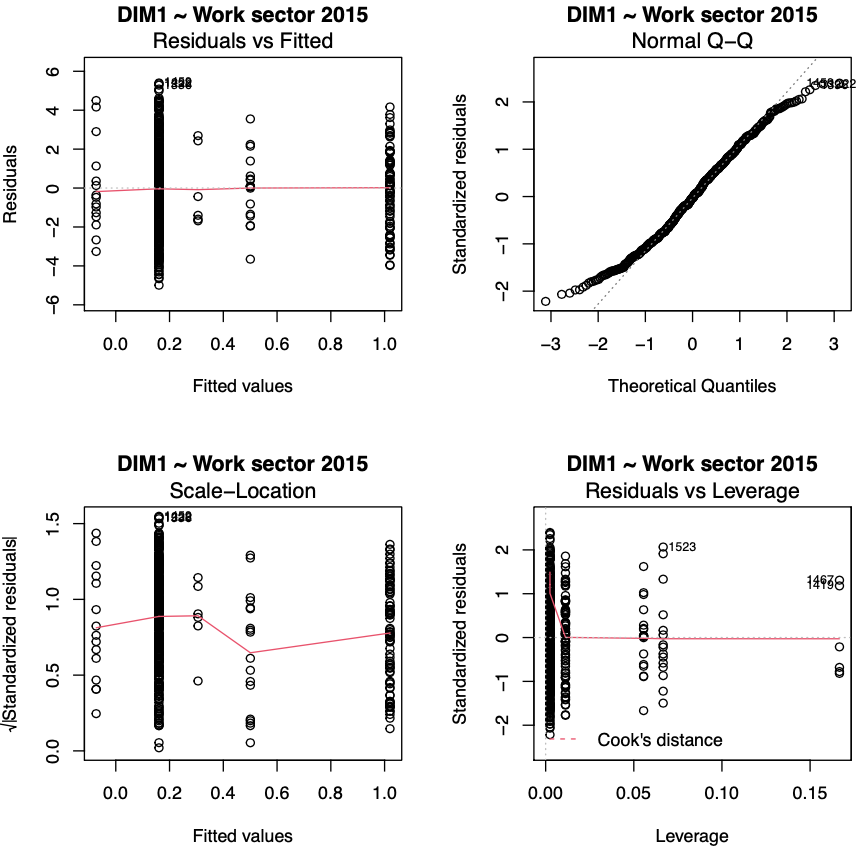 DIM1 ~ Work sector 2015
Residuals vs Fitted
Residuals
6
4
2
0
−2
−4
−6
0.0 0.2 0.4 0.6 0.8 1.0
Fitted values
DIM1 ~ Work sector 2015
Normal Q−Q
Standardized residuals
2
1
0
−1
−2
−3 −2 −1 0 1 2 3
Theoretical Quantiles
DIM1 ~ Work sector 2015
Scale−Location
√|Standardized residuals|
1.5
1.0
0.5
0.0
0.0 0.2 0.4 0.6 0.8 1.0
Fitted values
DIM1 ~ Work sector 2015
Residuals vs Leverage
Standardized residuals
2
1
0
−1
−2
1523
1467
1419
Cook's distance
0.00 0.05 0.10 0.15
Leverage